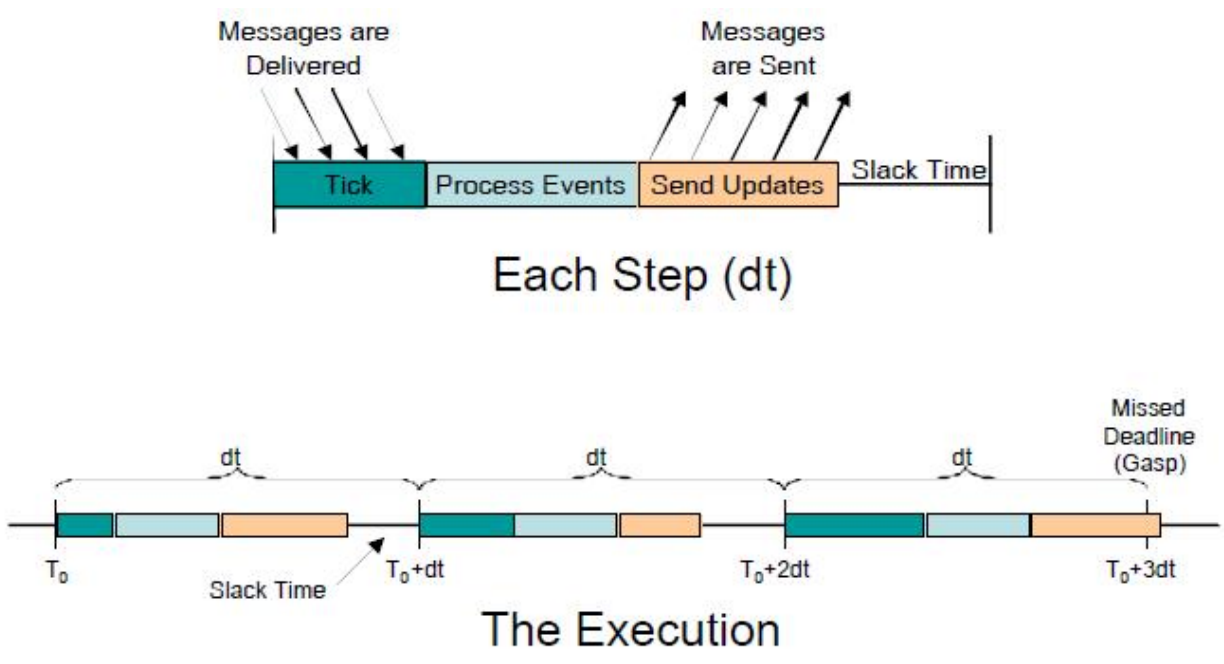 Messages are
Delivered
Messages
are Sent
Tick
Process Events
Send Updates
Slack Time
Each Step (dt)
Missed
Deadline
(Gasp)
dt
dt
dt
T₀
Slack Time
T₀+dt
T₀+2dt
T₀+3dt
The Execution